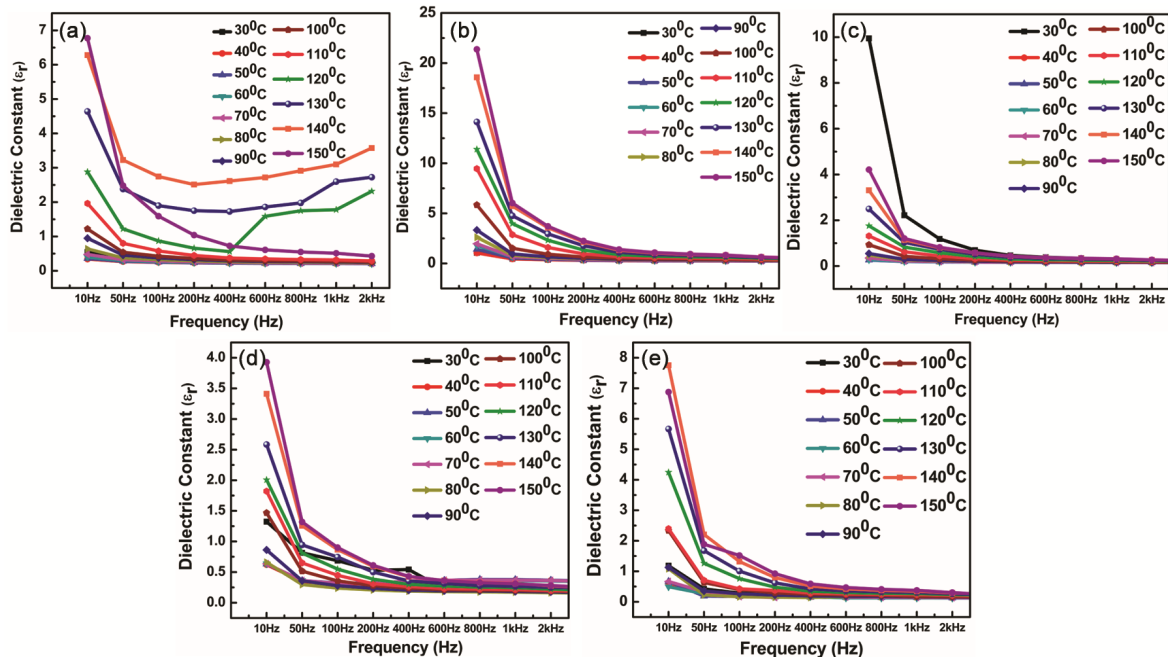 (a)
Dielectric Constant (εr)
7
6
5
4
3
2
1
0
30⁰C
40⁰C
50⁰C
60⁰C
70⁰C
80⁰C
90⁰C
100⁰C
110⁰C
120⁰C
130⁰C
140⁰C
150⁰C
10Hz 50Hz 100Hz 200Hz 400Hz 600Hz 800Hz 1kHz 2kHz
Frequency (Hz)
(b)
Dielectric Constant (εr)
25
20
15
10
5
0
30⁰C
40⁰C
50⁰C
60⁰C
70⁰C
80⁰C
90⁰C
100⁰C
110⁰C
120⁰C
130⁰C
140⁰C
150⁰C
10Hz 50Hz 100Hz 200Hz 400Hz 600Hz 800Hz 1kHz 2kHz
Frequency (Hz)
(c)
Dielectric Constant (εr)
10
8
6
4
2
0
30⁰C
40⁰C
50⁰C
60⁰C
70⁰C
80⁰C
90⁰C
100⁰C
110⁰C
120⁰C
130⁰C
140⁰C
150⁰C
10Hz 50Hz 100Hz 200Hz 400Hz 600Hz 800Hz 1kHz 2kHz
Frequency (Hz)
(d)
Dielectric Constant (εr)
4.0
3.5
3.0
2.5
2.0
1.5
1.0
0.5
0.0
30⁰C
40⁰C
50⁰C
60⁰C
70⁰C
80⁰C
90⁰C
100⁰C
110⁰C
120⁰C
130⁰C
140⁰C
150⁰C
10Hz 50Hz 100Hz 200Hz 400Hz 600Hz 800Hz 1kHz 2kHz
Frequency (Hz)
(e)
Dielectric Constant (εr)
8
7
6
5
4
3
2
1
0
30⁰C
40⁰C
50⁰C
60⁰C
70⁰C
80⁰C
90⁰C
100⁰C
110⁰C
120⁰C
130⁰C
140⁰C
150⁰C
10Hz 50Hz 100Hz 200Hz 400Hz 600Hz 800Hz 1kHz 2kHz
Frequency (Hz)